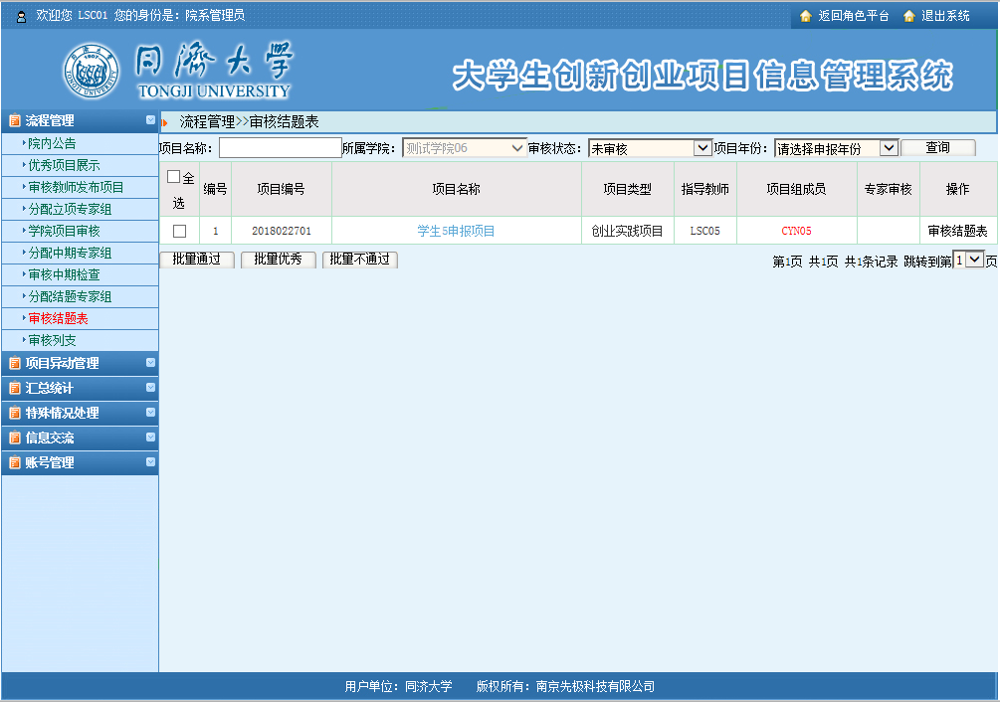 欢迎您 LSC01 您的身份是：院系管理员
返回角色平台 退出系统
同济大学
TONGJI UNIVERSITY
大学生创新创业项目信息管理系统
流程管理
院内公告
优秀项目展示
审核教师发布项目
分配立项专家组
学院项目审核
分配中期专家组
审核中期检查
分配结题专家组
审核结题表
审核列支
项目异动管理
汇总统计
特殊情况处理
信息交流
账号管理
流程管理>>审核结题表
项目名称： 所属学院： 测试学院06 审核状态： 未审核 项目年份： 请选择申报年份 查询
全选 编号 项目编号 项目名称 项目类型 指导教师 项目组成员 专家审核 操作
1 2018022701 学生5申报项目 创业实践项目 LSC05 CYN05 审核结题表
批量通过 批量优秀 批量不通过 第1页 共1页 共1条记录 跳转到第 1 页
用户单位：同济大学 版权所有：南京先极科技有限公司